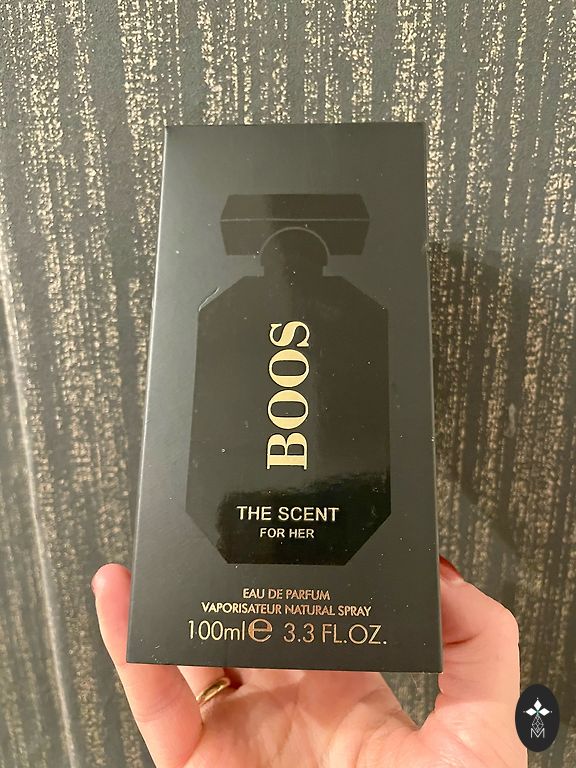 BOOS
THE SCENT
FOR HER
EAU DE PARFUM
VAPORISATEUR NATURAL SPRAY
100ml℮ 3.3 FL.OZ.